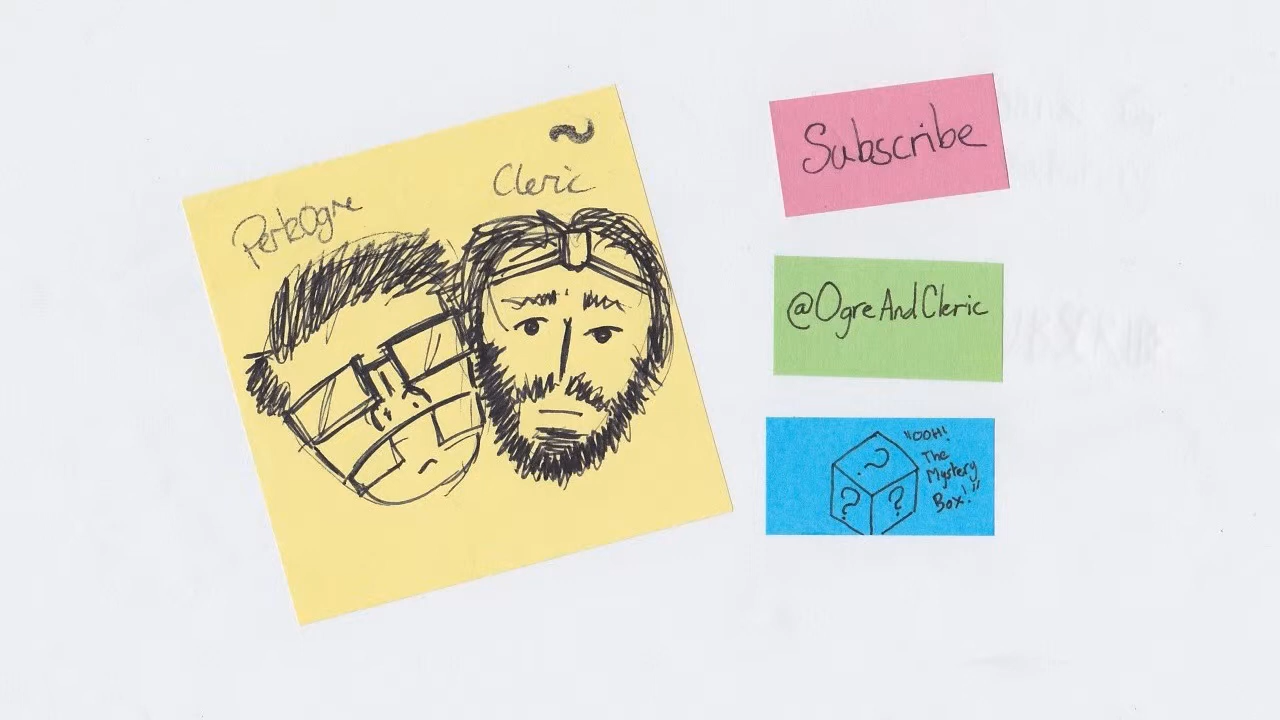 ~
Cleric
PerkOgre
Subscribe
@OgreAndCleric
"OOH!
The
Mystery
Box!"
?
? ?